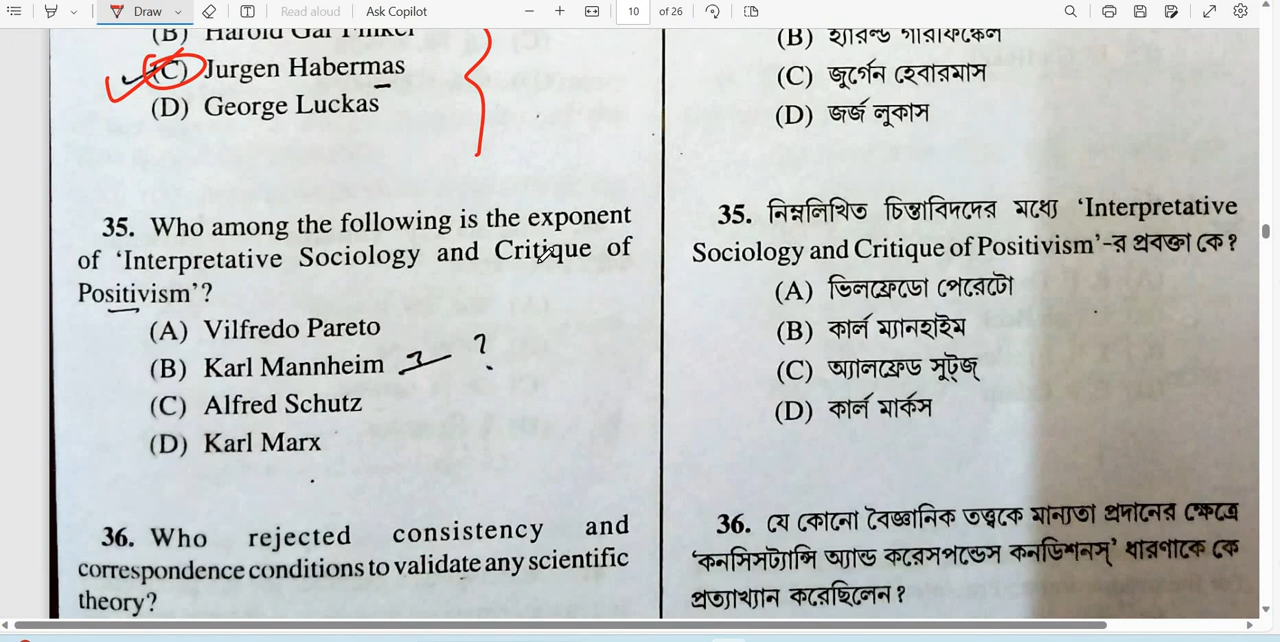 Draw
Read aloud
Ask Copilot
10 of 26
(C) Jurgen Habermas
(D) George Luckas
35. Who among the following is the exponent
of ‘Interpretative Sociology and Critique of
Positivism’?
(A) Vilfredo Pareto
(B) Karl Mannheim ?
(C) Alfred Schutz
(D) Karl Marx
36. Who rejected consistency and
correspondence conditions to validate any scientific
theory?
(C) জুর্গেন হেবারমাস
(D) জর্জ লুকাস
35. নিম্নলিখিত চিন্তাবিদদের মধ্যে ‘Interpretative
Sociology and Critique of Positivism’-র প্রবক্তা কে?
(A) ভিলফ্রেডো পেরেটো
(B) কার্ল ম্যানহাইম
(C) অ্যালফ্রেড সুট্‌জ্
(D) কার্ল মার্কস
36. যে কোনো বৈজ্ঞানিক তত্ত্বকে মান্যতা প্রদানের ক্ষেত্রে
‘কনসিসট্যান্সি অ্যান্ড করেসপন্ডেন্স কনডিশনস্’ ধারণাকে কে
প্রত্যাখ্যান করেছিলেন?